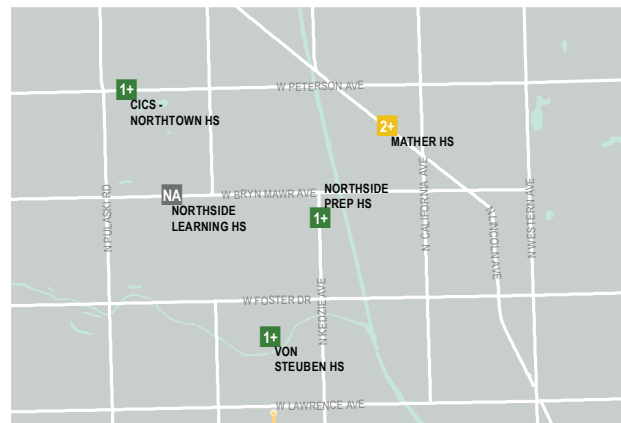 W PETERSON AVE
1+
CICS -
NORTHTOWN HS
2+
MATHER HS
N PULASKI RD
NA
NORTHSIDE
LEARNING HS
W BRYN MAWR AVE
NORTHSIDE
PREP HS
1+
N CALIFORNIA AVE
N LINCOLN AVE
N WESTERN AVE
W FOSTER DR
N KEDZIE AVE
1+
VON
STEUBEN HS
W LAWRENCE AVE